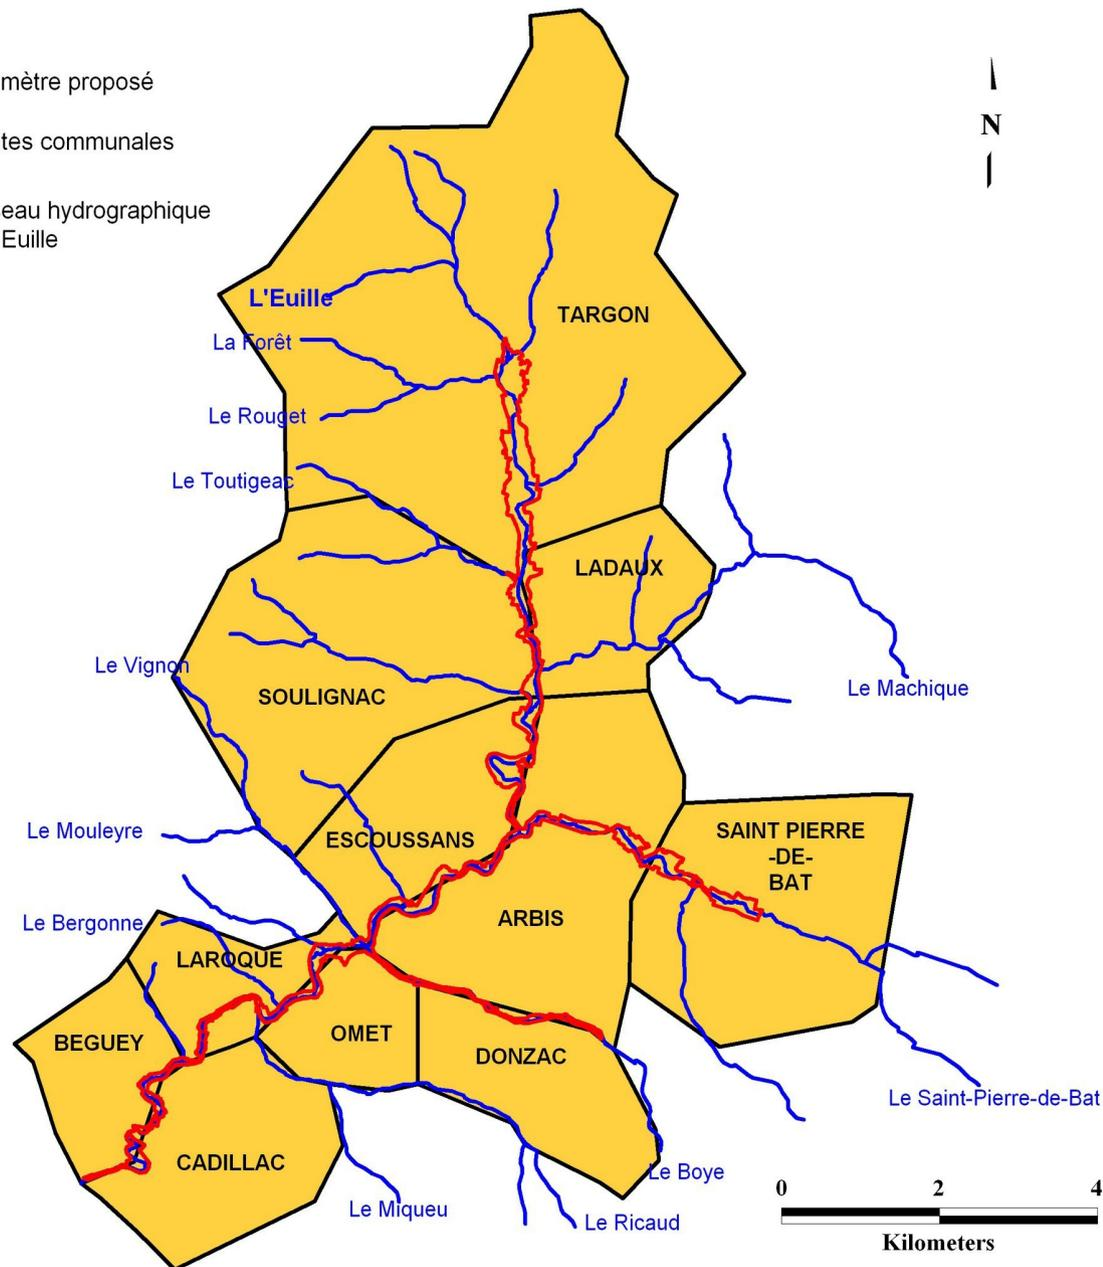 mètre proposé
tes communales
eau hydrographique
Euille
N
L'Euille
TARGON
La Forêt
Le Rouget
Le Toutigeac
LADAUX
Le Vignon
SOULIGNAC
Le Machique
Le Mouleyre
ESCOUSSANS
SAINT PIERRE
-DE-
BAT
Le Bergonne
ARBIS
LAROQUE
BEGUEY
OMET
DONZAC
Le Saint-Pierre-de-Bat
CADILLAC
Le Boye
Le Miqueu
Le Ricaud
0 2 4
Kilometers